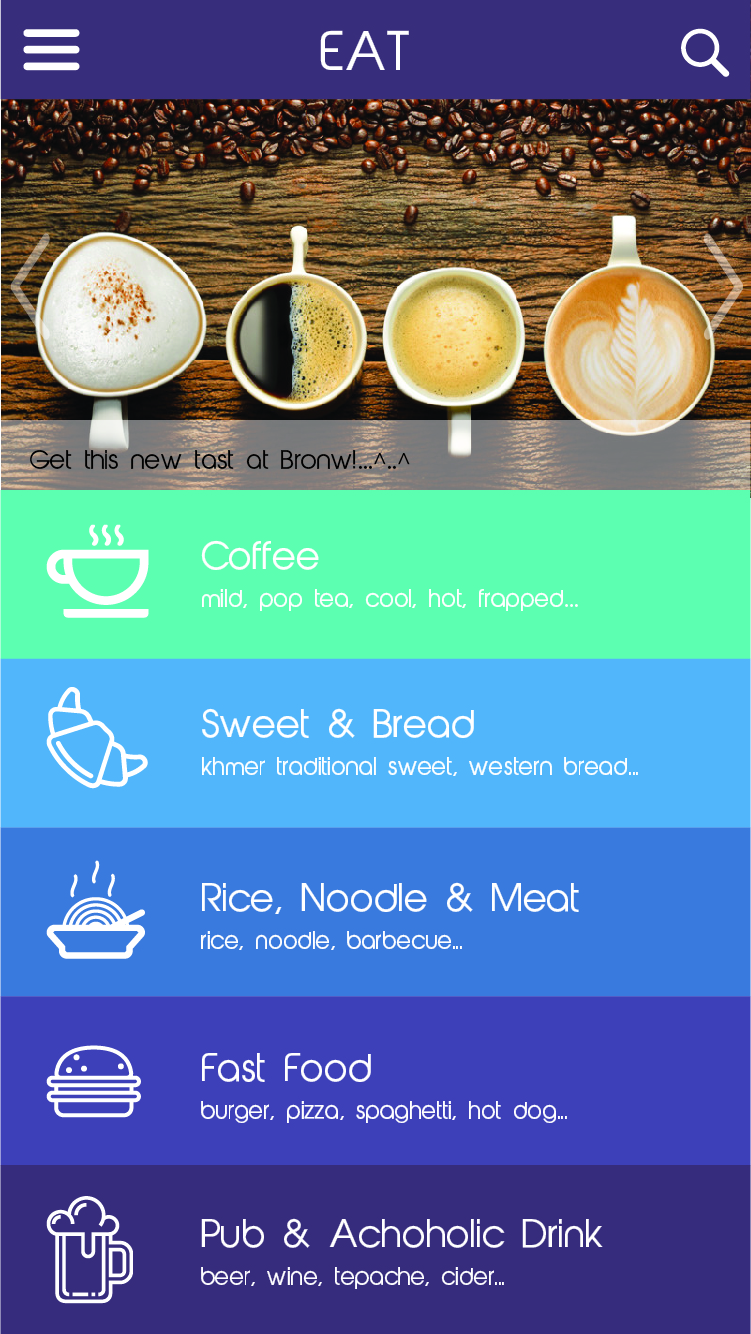 EAT
Get this new tast at Bronw!...^..^
Coffee
mild, pop tea, cool, hot, frapped...
Sweet & Bread
khmer traditional sweet, western bread...
Rice, Noodle & Meat
rice, noodle, barbecue...
Fast Food
burger, pizza, spaghetti, hot dog...
Pub & Achoholic Drink
beer, wine, tepache, cider...